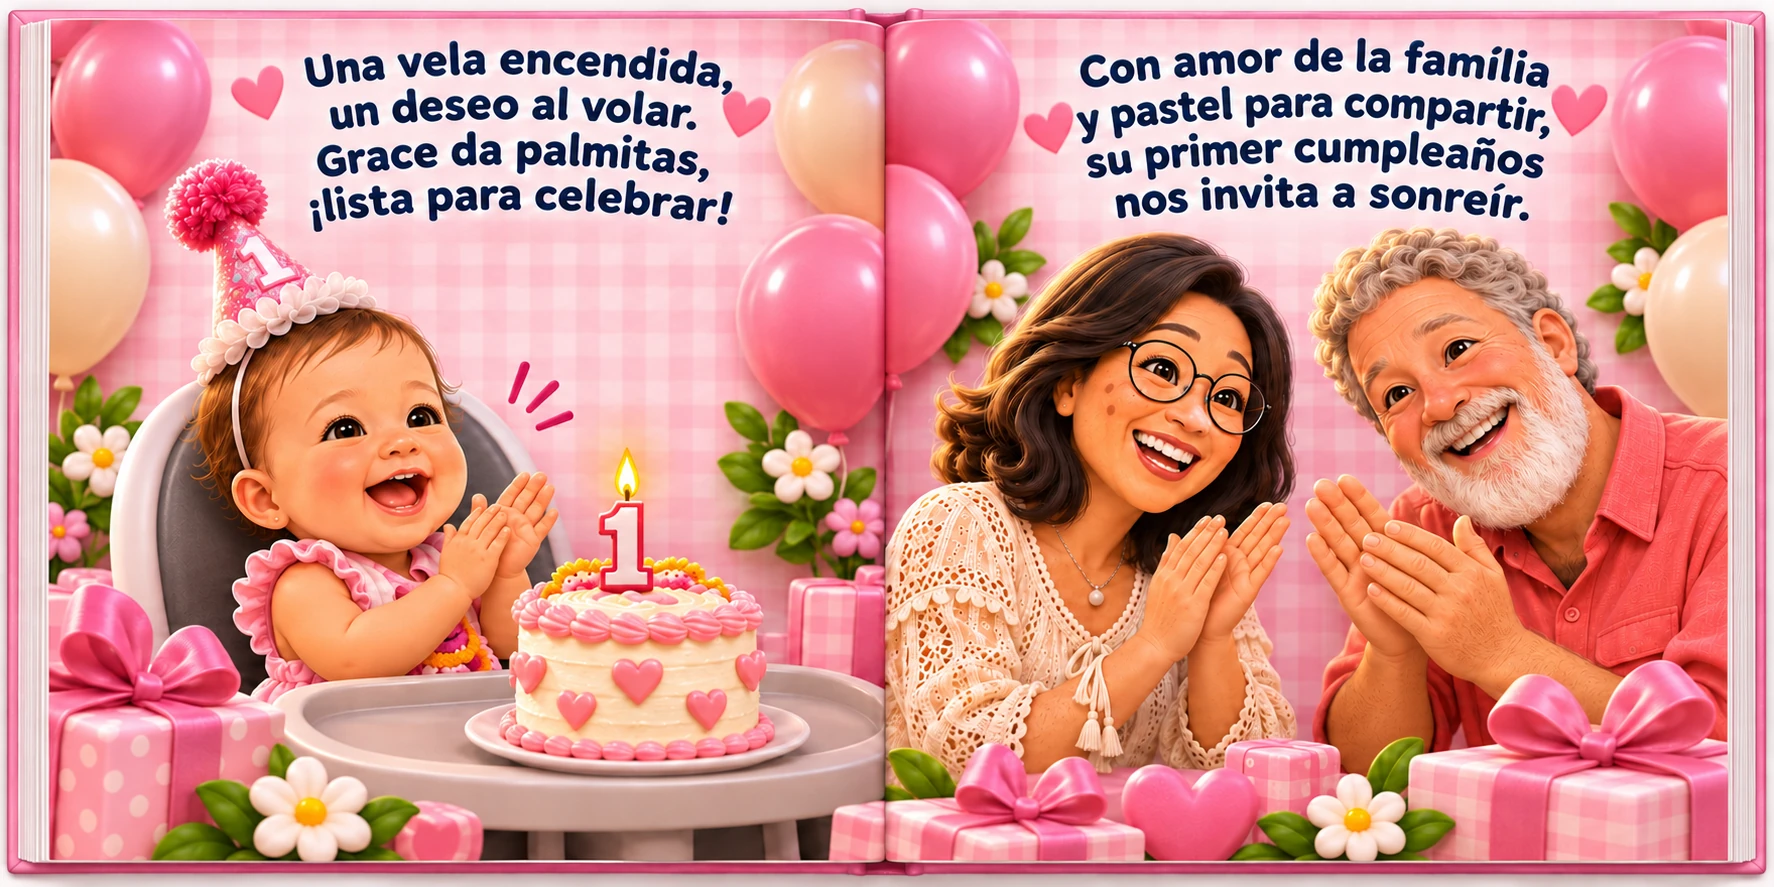 Una vela encendida,
un deseo al volar.
Grace da palmitas,
¡lista para celebrar!
1
1
Con amor de la família
y pastel para compartir,
su primer cumpleaños
nos invita a sonreír.